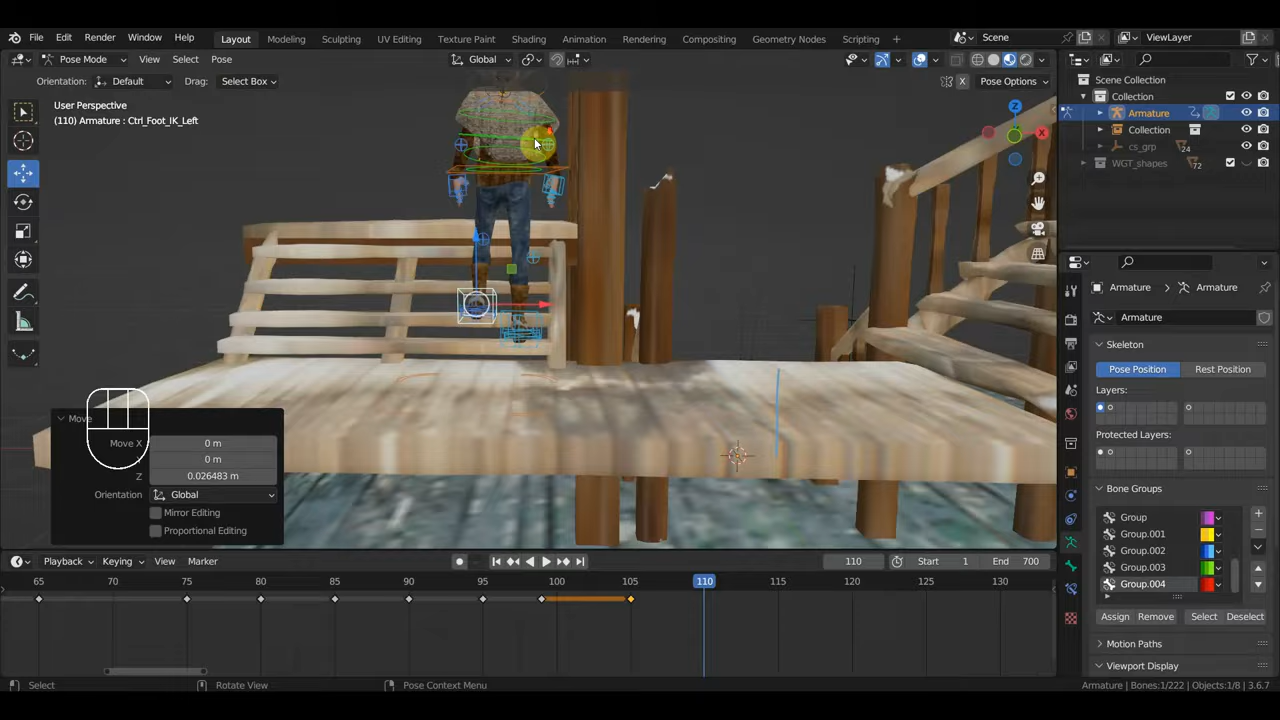 File Edit Render Window Help Layout Modeling Sculpting UV Editing Texture Paint Shading Animation Rendering Compositing Geometry Nodes Scripting + Scene ViewLayer
Pose Mode View Select Pose Global
Orientation: Default Drag: Select Box X Pose Options
User Perspective
(110) Armature : Ctrl_Foot_IK_Left
Z
X
Scene Collection
Collection
Armature
Collection
cs_grp 24
WGT_shapes 72
Armature Armature
Armature
Skeleton
Pose Position Rest Position
Layers:
Protected Layers:
Bone Groups
Group
Group.001
Group.002
Group.003
Group.004
Assign Remove Select Deselect
Motion Paths
Viewport Display
Move
Move X 0 m
0 m
Z 0.026483 m
Orientation Global
Mirror Editing
Proportional Editing
Playback Keying View Marker 110 Start 1 End 700
65 70 75 80 85 90 95 100 105 110 115 120 125 130
Select Rotate View Pose Context Menu Armature | Bones:1/222 | Objects:1/8 | 3.6.7